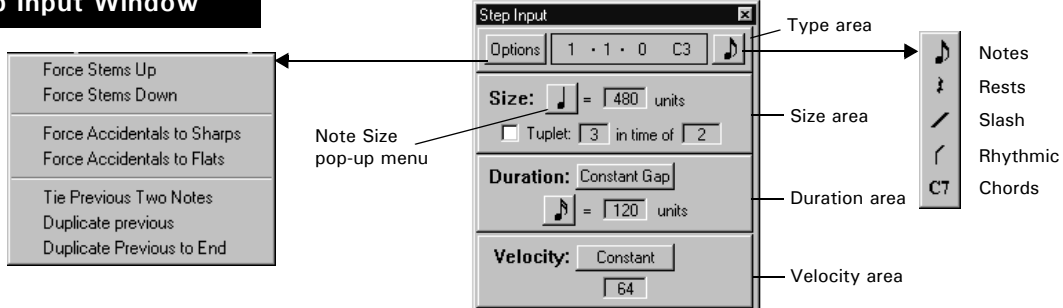 p Input Window
Force Stems Up
Force Stems Down
Force Accidentals to Sharps
Force Accidentals to Flats
Tie Previous Two Notes
Duplicate previous
Duplicate Previous to End
Note Size
pop-up menu
Step Input
Options 1 · 1 · 0 C3
Size: = 480 units
Tuplet: 3 in time of 2
Duration: Constant Gap
= 120 units
Velocity: Constant
64
Type area
Size area
Duration area
Velocity area
Notes
Rests
Slash
Rhythmic
C7 Chords